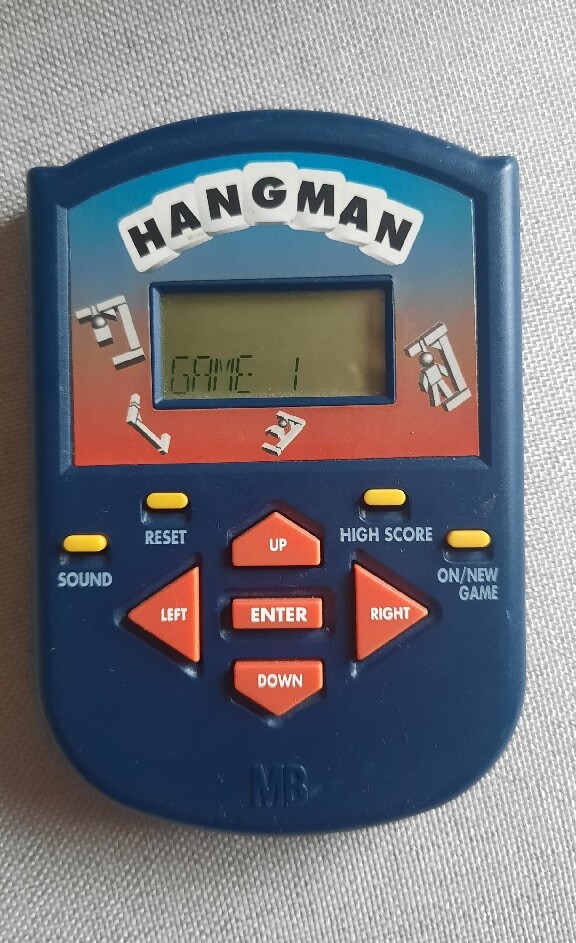 HANGMAN
GAME 1
RESET
HIGH SCORE
SOUND
UP
ON/NEW
GAME
LEFT
ENTER
RIGHT
DOWN
MB